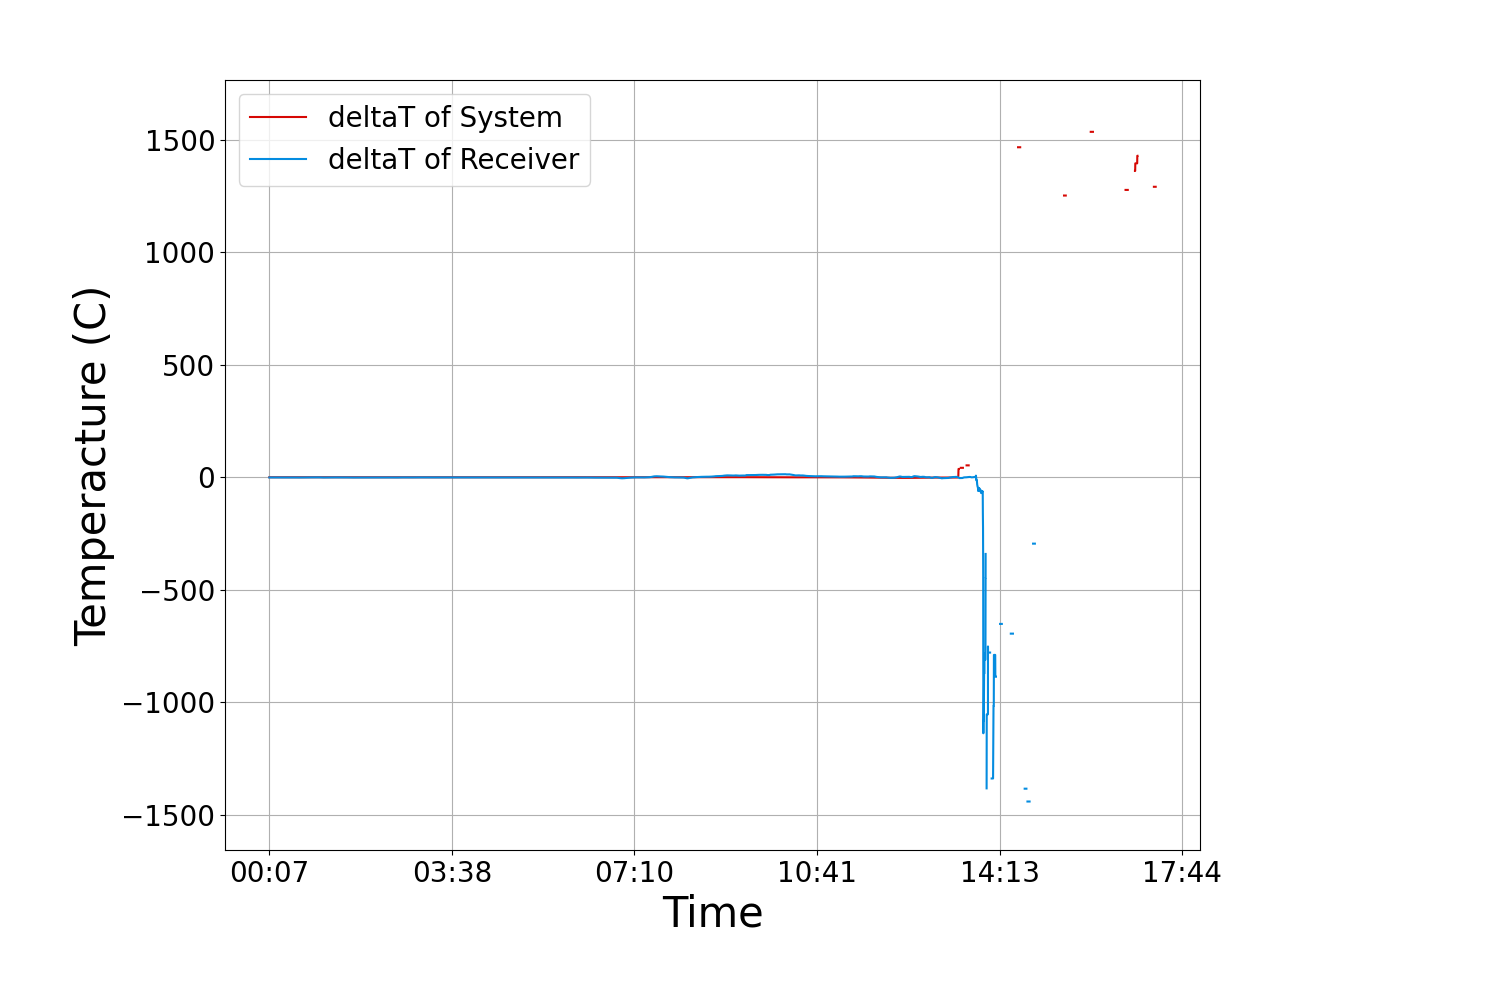 deltaT of System
deltaT of Receiver
1500
1000
500
0
−500
−1000
−1500
Temperacture (C)
00:07 03:38 07:10 10:41 14:13 17:44
Time